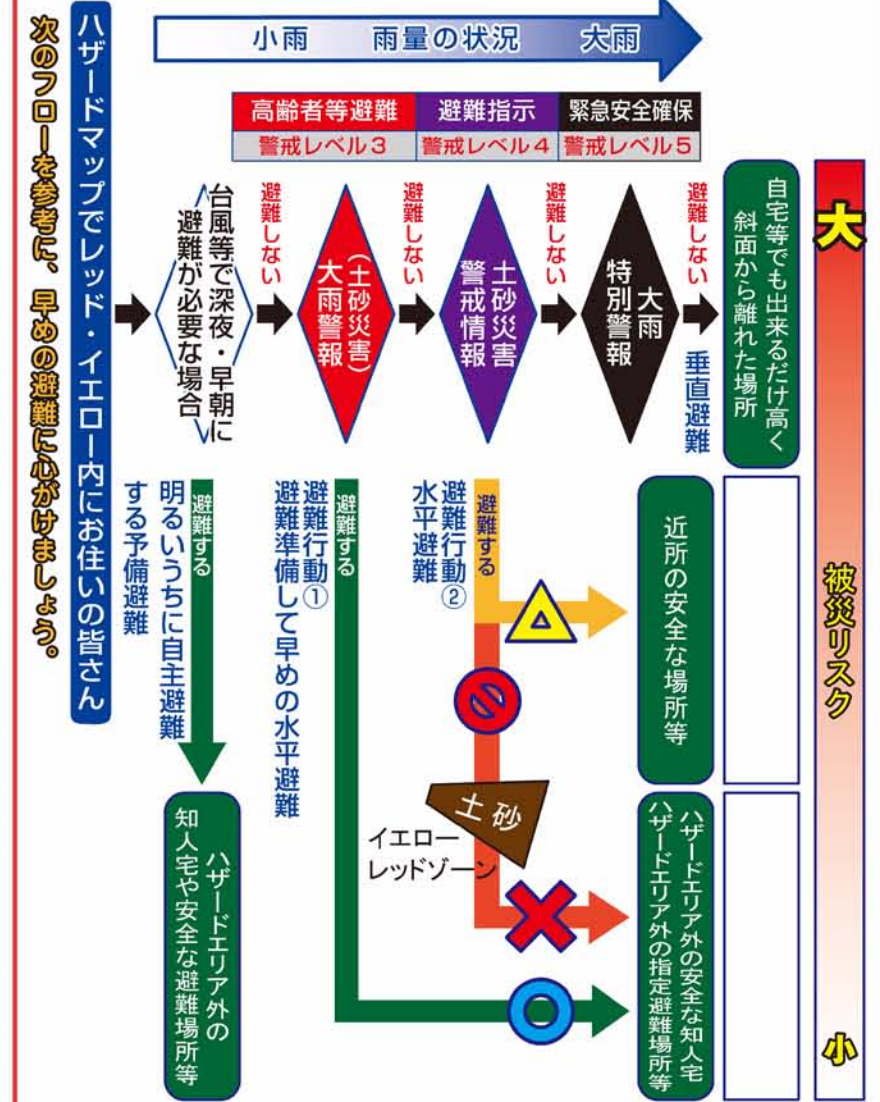 ハザードマップでレッド・イエロー内にお住いの皆さん
次のフローを参考に、早めの避難に心がけましょう。
小雨 雨量の状況 大雨
高齢者等避難 避難指示 緊急安全確保
警戒レベル3 警戒レベル4 警戒レベル5
台風等で深夜・早朝に
避難が必要な場合
避難しない
(土砂災害)
大雨警報
避難しない
土砂災害
警戒情報
避難しない
大雨
特別警報
避難しない
垂直避難
自宅等でも出来るだけ高く
斜面から離れた場所
避難する
明るいうちに自主避難
する予備避難
避難する
避難行動①
避難準備して早めの水平避難
避難する
避難行動②
水平避難
近所の安全な場所等
土砂
イエロー
レッドゾーン
ハザードエリア外の
知人宅や安全な避難場所等
ハザードエリア外の安全な知人宅
ハザードエリア外の指定避難場所等
大
被災リスク
小